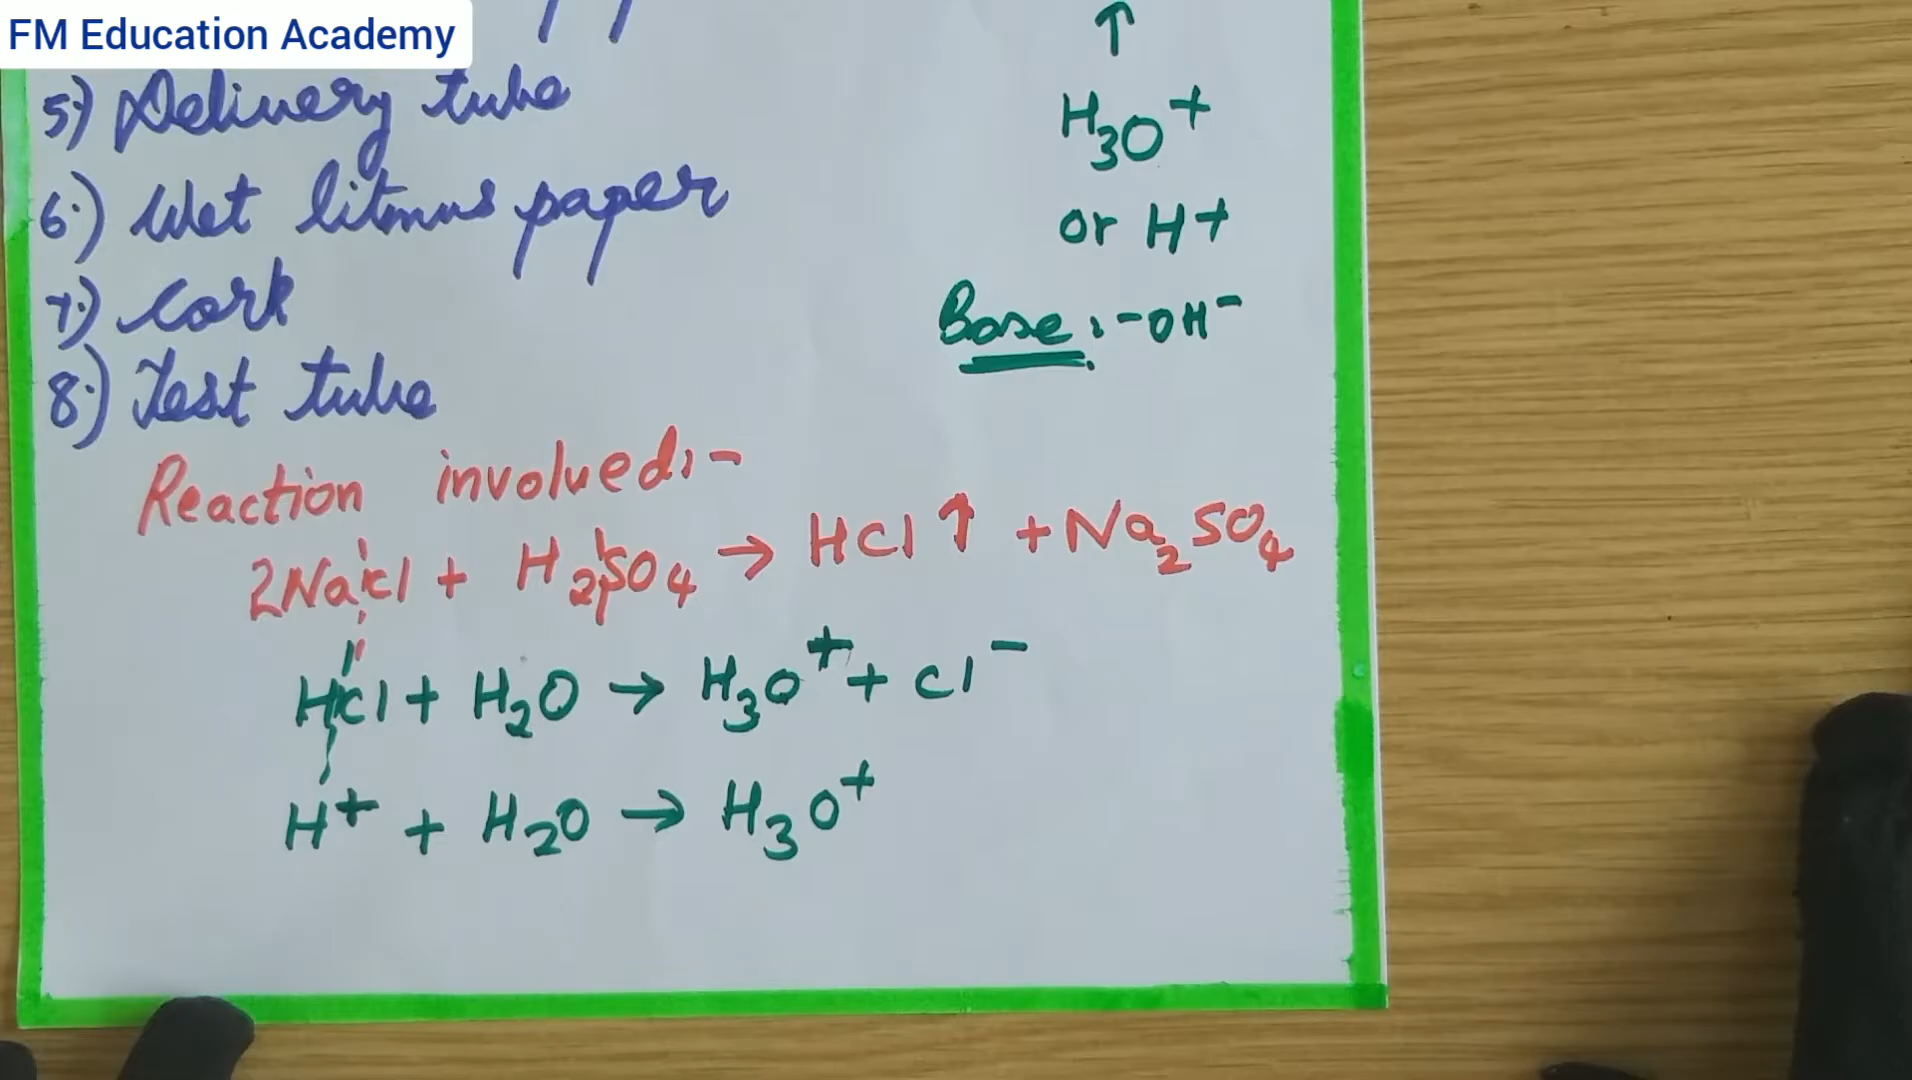 FM Education Academy
5.) Delivery tube
6.) Wet litmus paper
7.) Cork
8.) Test tube
↑
H₃O⁺
or H⁺
Base :- OH⁻
Reaction involved:-
2NaCl + H₂SO₄ → HCl↑ + Na₂SO₄
HCl + H₂O → H₃O⁺ + Cl⁻
H⁺ + H₂O → H₃O⁺